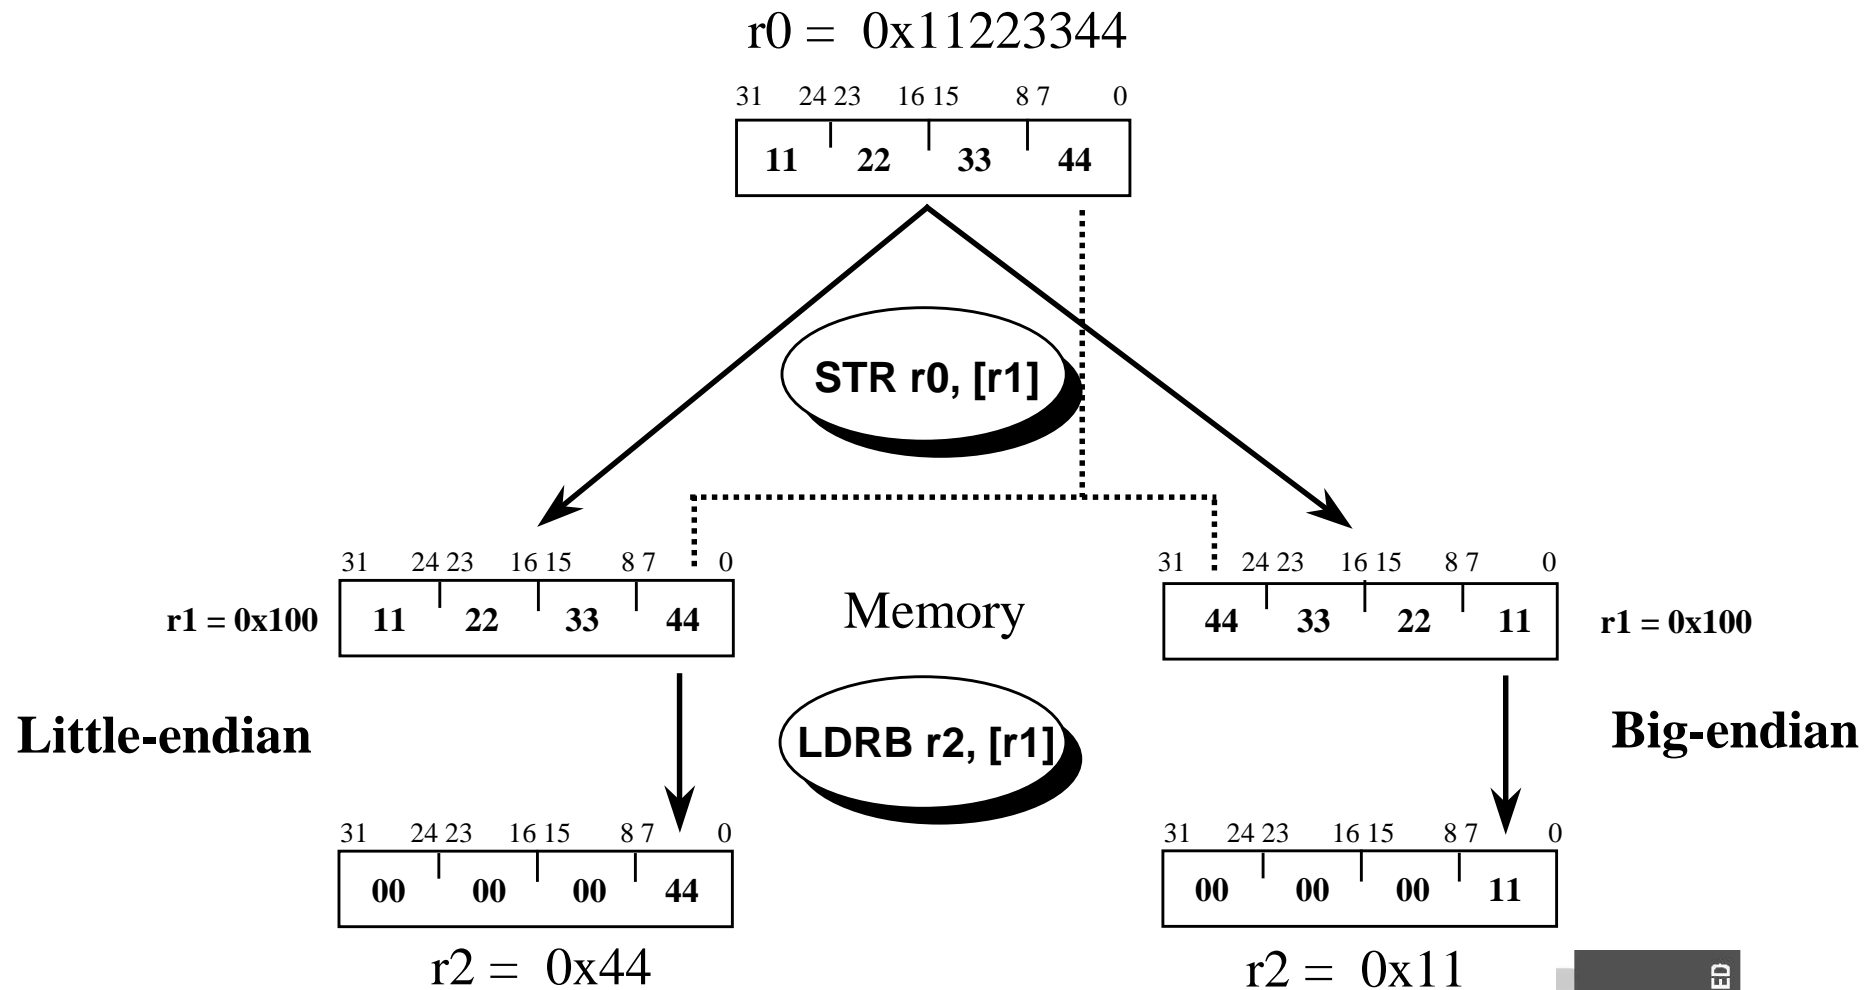 r0 = 0x11223344
31 24 23 16 15 8 7 0
11 22 33 44
STR r0, [r1]
31 24 23 16 15 8 7 0
31 24 23 16 15 8 7 0
r1 = 0x100 11 22 33 44
Memory
44 33 22 11 r1 = 0x100
Little-endian
LDRB r2, [r1]
Big-endian
31 24 23 16 15 8 7 0
31 24 23 16 15 8 7 0
00 00 00 44
00 00 00 11
r2 = 0x44
r2 = 0x11
ED